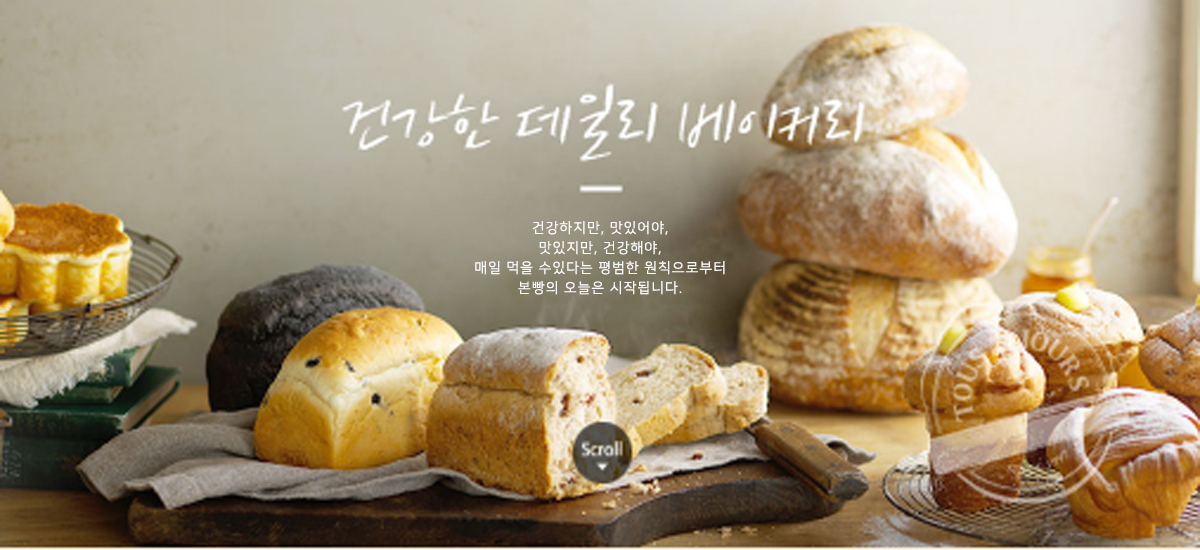 건강한 데일리 베이커리
건강하지만, 맛있어야,
맛있지만, 건강해야,
매일 먹을 수있다는 평범한 원칙으로부터
본빵의 오늘은 시작됩니다.
Scroll
TOUS JOURS